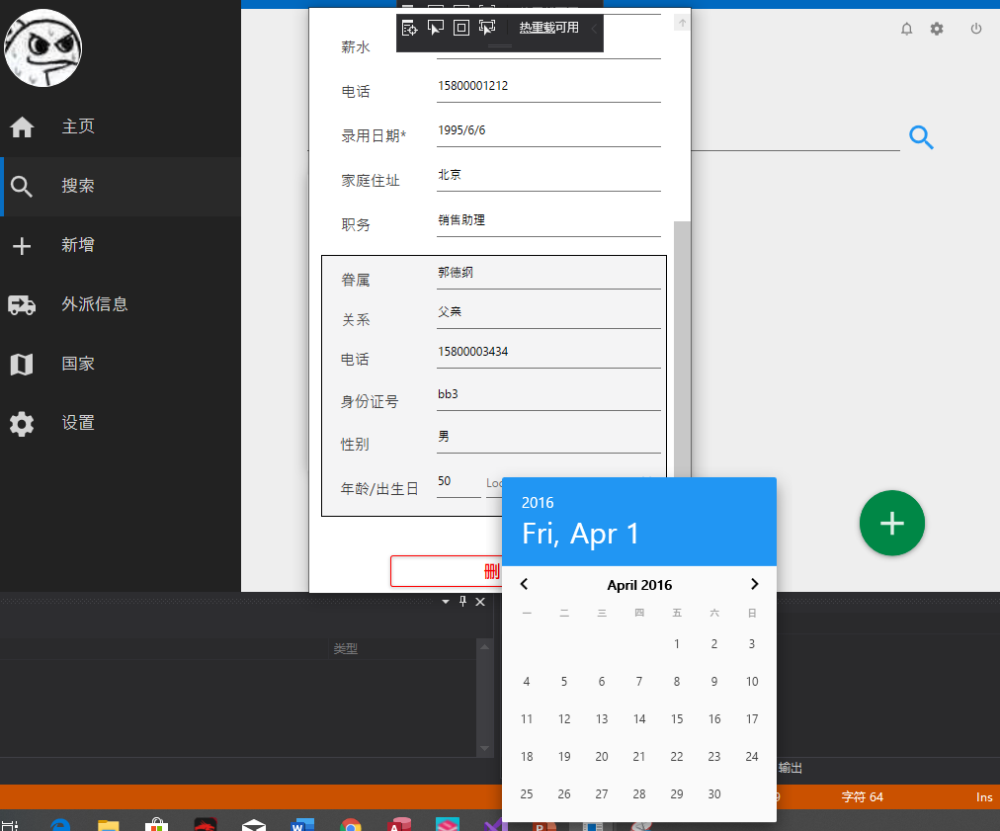 热重载可用
主页
搜索
新增
外派信息
国家
设置
薪水
电话 15800001212
录用日期* 1995/6/6
家庭住址 北京
职务 销售助理
眷属 郭德纲
关系 父亲
电话 15800003434
身份证号 bb3
性别 男
年龄/出生日 50
删
2016
Fri, Apr 1
April 2016
一 二 三 四 五 六 日
1 2 3
4 5 6 7 8 9 10
11 12 13 14 15 16 17
18 19 20 21 22 23 24
25 26 27 28 29 30
类型
输出
9 字符 64 Ins